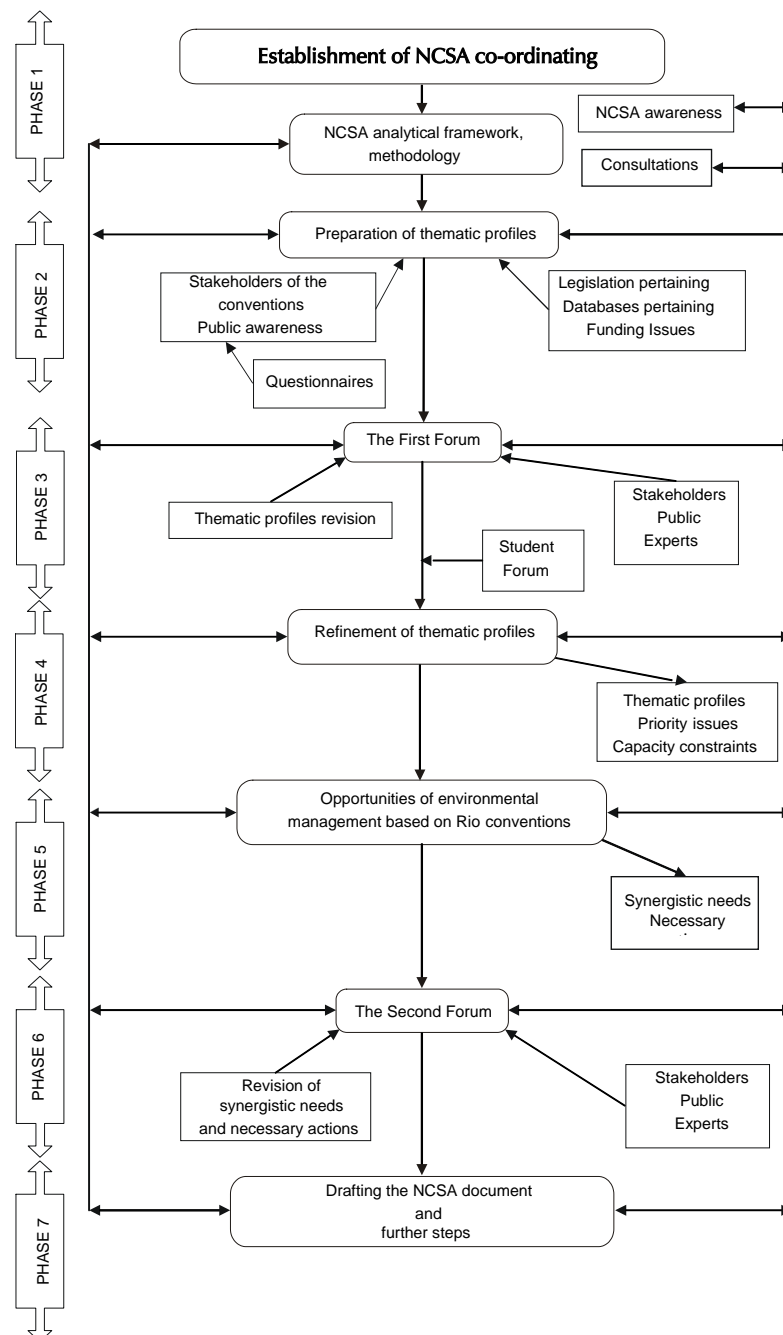 PHASE 1
Establishment of NCSA co-ordinating
NCSA awareness
NCSA analytical framework,
methodology
Consultations
PHASE 2
Preparation of thematic profiles
Stakeholders of the
conventions
Public awareness
Legislation pertaining
Databases pertaining
Funding Issues
Questionnaires
PHASE 3
The First Forum
Thematic profiles revision
Stakeholders
Public
Experts
Student
Forum
PHASE 4
Refinement of thematic profiles
Thematic profiles
Priority issues
Capacity constraints
PHASE 5
Opportunities of environmental
management based on Rio conventions
Synergistic needs
Necessary
PHASE 6
The Second Forum
Revision of
synergistic needs
and necessary actions
Stakeholders
Public
Experts
PHASE 7
Drafting the NCSA document
and
further steps